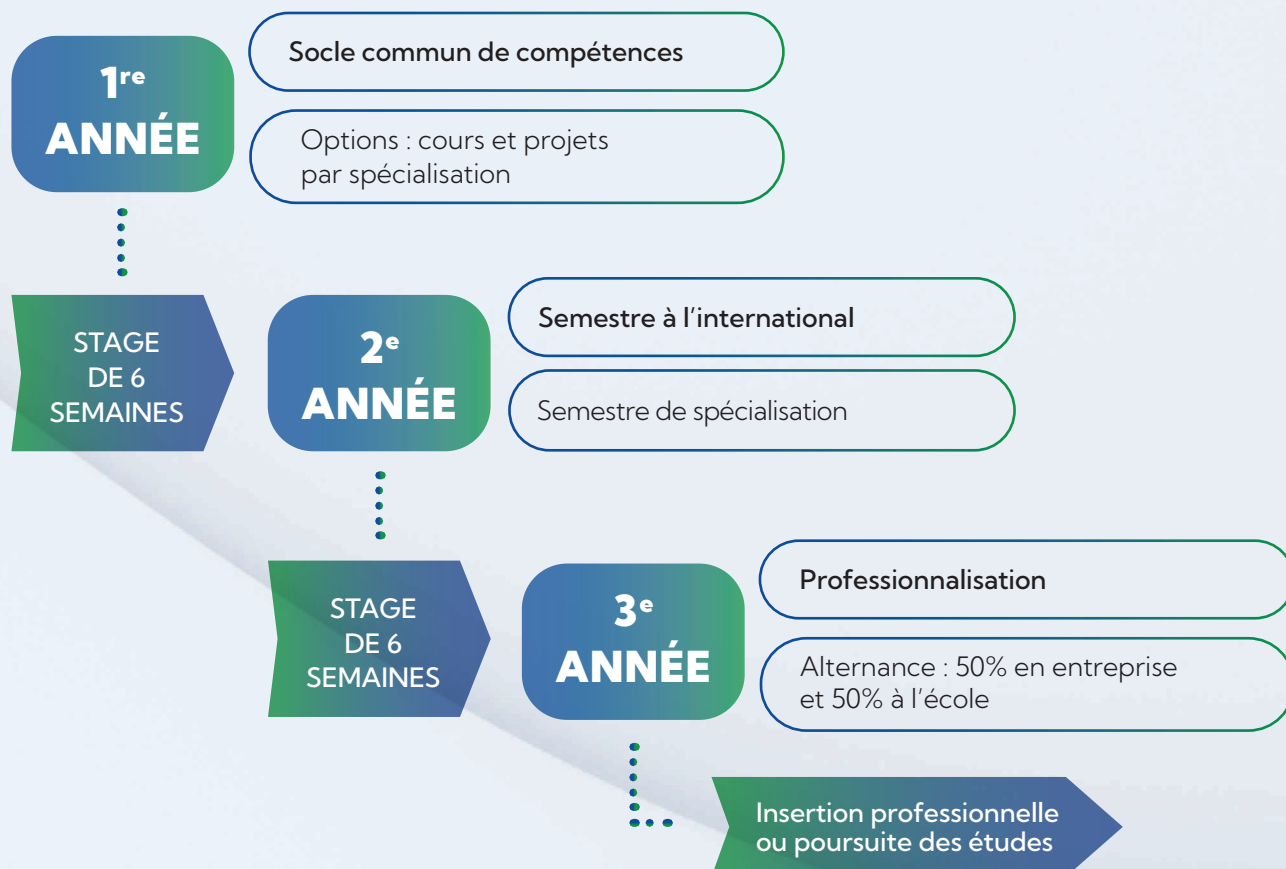 1re
ANNÉE
Socle commun de compétences
Options : cours et projets
par spécialisation
STAGE
DE 6
SEMAINES
2e
ANNÉE
Semestre à l’international
Semestre de spécialisation
STAGE
DE 6
SEMAINES
3e
ANNÉE
Professionnalisation
Alternance : 50% en entreprise
et 50% à l’école
Insertion professionnelle
ou poursuite des études